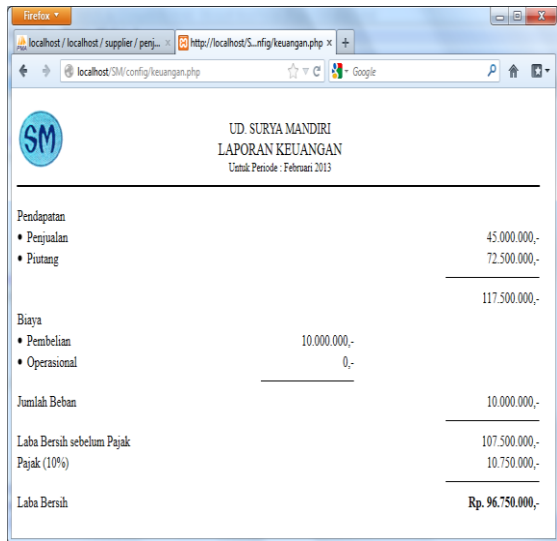 Firefox
localhost / localhost / supplier / penj...
http://localhost/S...nfig/keuangan.php
localhost/SM/config/keuangan.php
Google
SM
UD. SURYA MANDIRI
LAPORAN KEUANGAN
Untuk Periode : Februari 2013
Pendapatan
• Penjualan 45.000.000,-
• Piutang 72.500.000,-
117.500.000,-
Biaya
• Pembelian 10.000.000,-
• Operasional 0,-
Jumlah Beban 10.000.000,-
Laba Bersih sebelum Pajak 107.500.000,-
Pajak (10%) 10.750.000,-
Laba Bersih Rp. 96.750.000,-